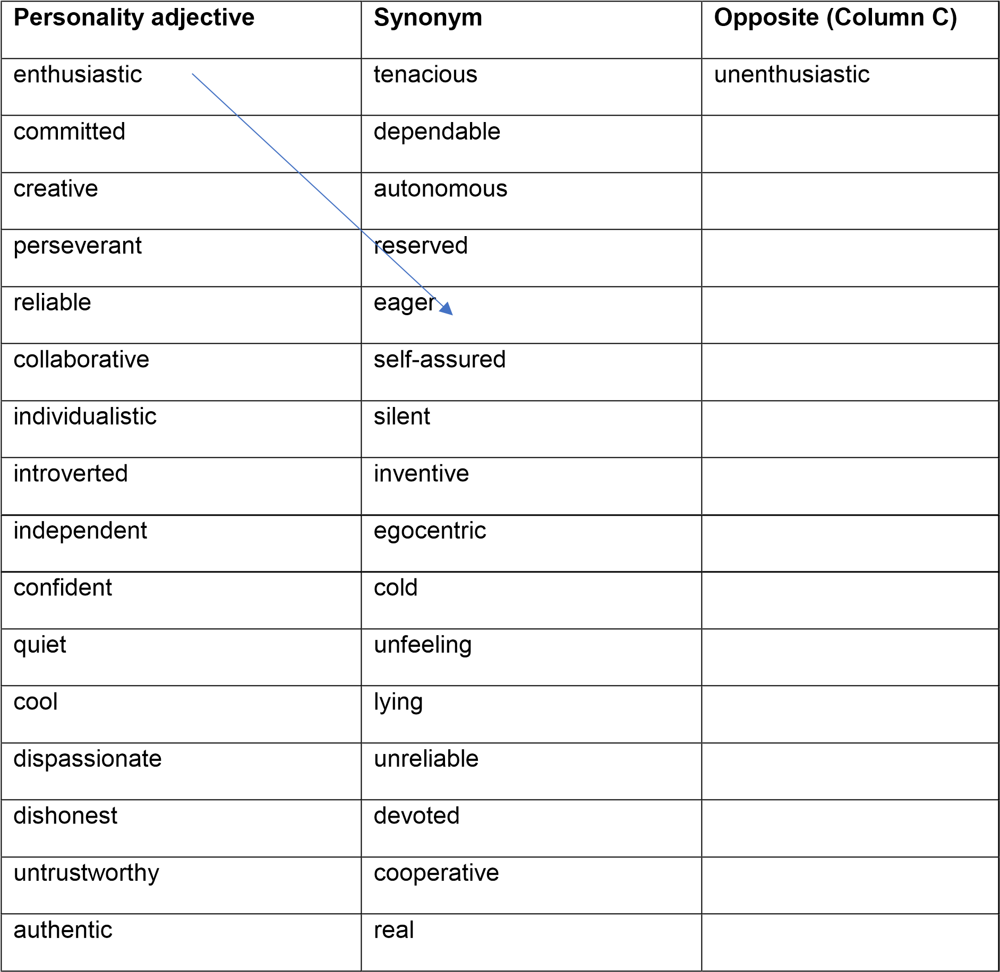 Personality adjective Synonym Opposite (Column C)
enthusiastic tenacious unenthusiastic
committed dependable
creative autonomous
perseverant reserved
reliable eager
collaborative self-assured
individualistic silent
introverted inventive
independent egocentric
confident cold
quiet unfeeling
cool lying
dispassionate unreliable
dishonest devoted
untrustworthy cooperative
authentic real